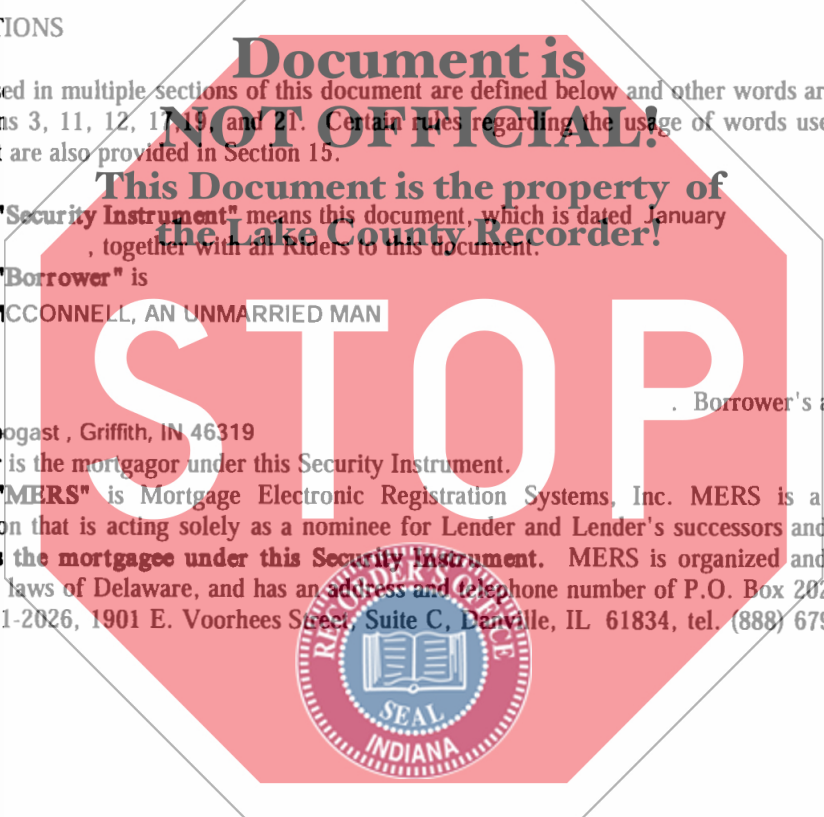 TIONS
Document is
ed in multiple sections of this document are defined below and other words ar
NOT OFFICIAL!
ns 3, 11, 12, 17,19, and 21. Certain rules regarding the usage of words use
are also provided in Section 15.
This Document is the property of
"Security Instrument" means this document, which is dated January
the Lake County Recorder!
, together with all Riders to this document.
"Borrower" is
MCCONNELL, AN UNMARRIED MAN
STOP
. Borrower's a
ogast , Griffith, IN 46319
is the mortgagor under this Security Instrument.
"MERS" is Mortgage Electronic Registration Systems, Inc. MERS is a
on that is acting solely as a nominee for Lender and Lender's successors and
the mortgagee under this Security Instrument. MERS is organized and
laws of Delaware, and has an address and telephone number of P.O. Box 202
1-2026, 1901 E. Voorhees Street, Suite C, Danville, IL 61834, tel. (888) 679
RECORDER'S OFFICE
SEAL
INDIANA